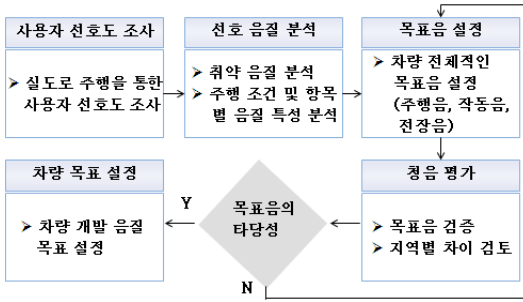 사용자 선호도 조사
➤ 실도로 주행을 통한
사용자 선호도 조사
선호 음질 분석
➤ 취약 음질 분석
➤ 주행 조건 및 항목
별 음질 특성 분석
목표음 설정
➤ 차량 전체적인
목표음 설정
(주행음, 작동음,
전장음)
청음 평가
➤ 목표음 검증
➤ 지역별 차이 검토
목표음의
타당성
Y
N
차량 목표 설정
➤ 차량 개발 음질
목표 설정